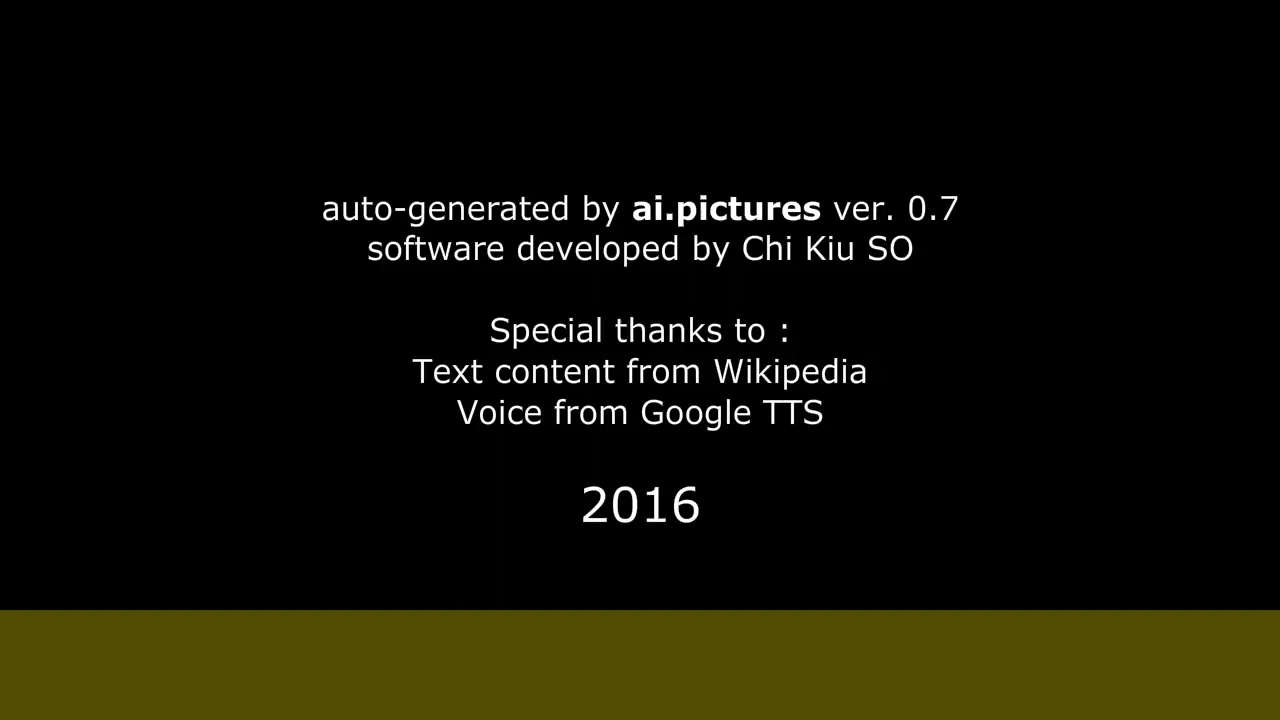 auto-generated by ai.pictures ver. 0.7
software developed by Chi Kiu SO
Special thanks to :
Text content from Wikipedia
Voice from Google TTS
2016